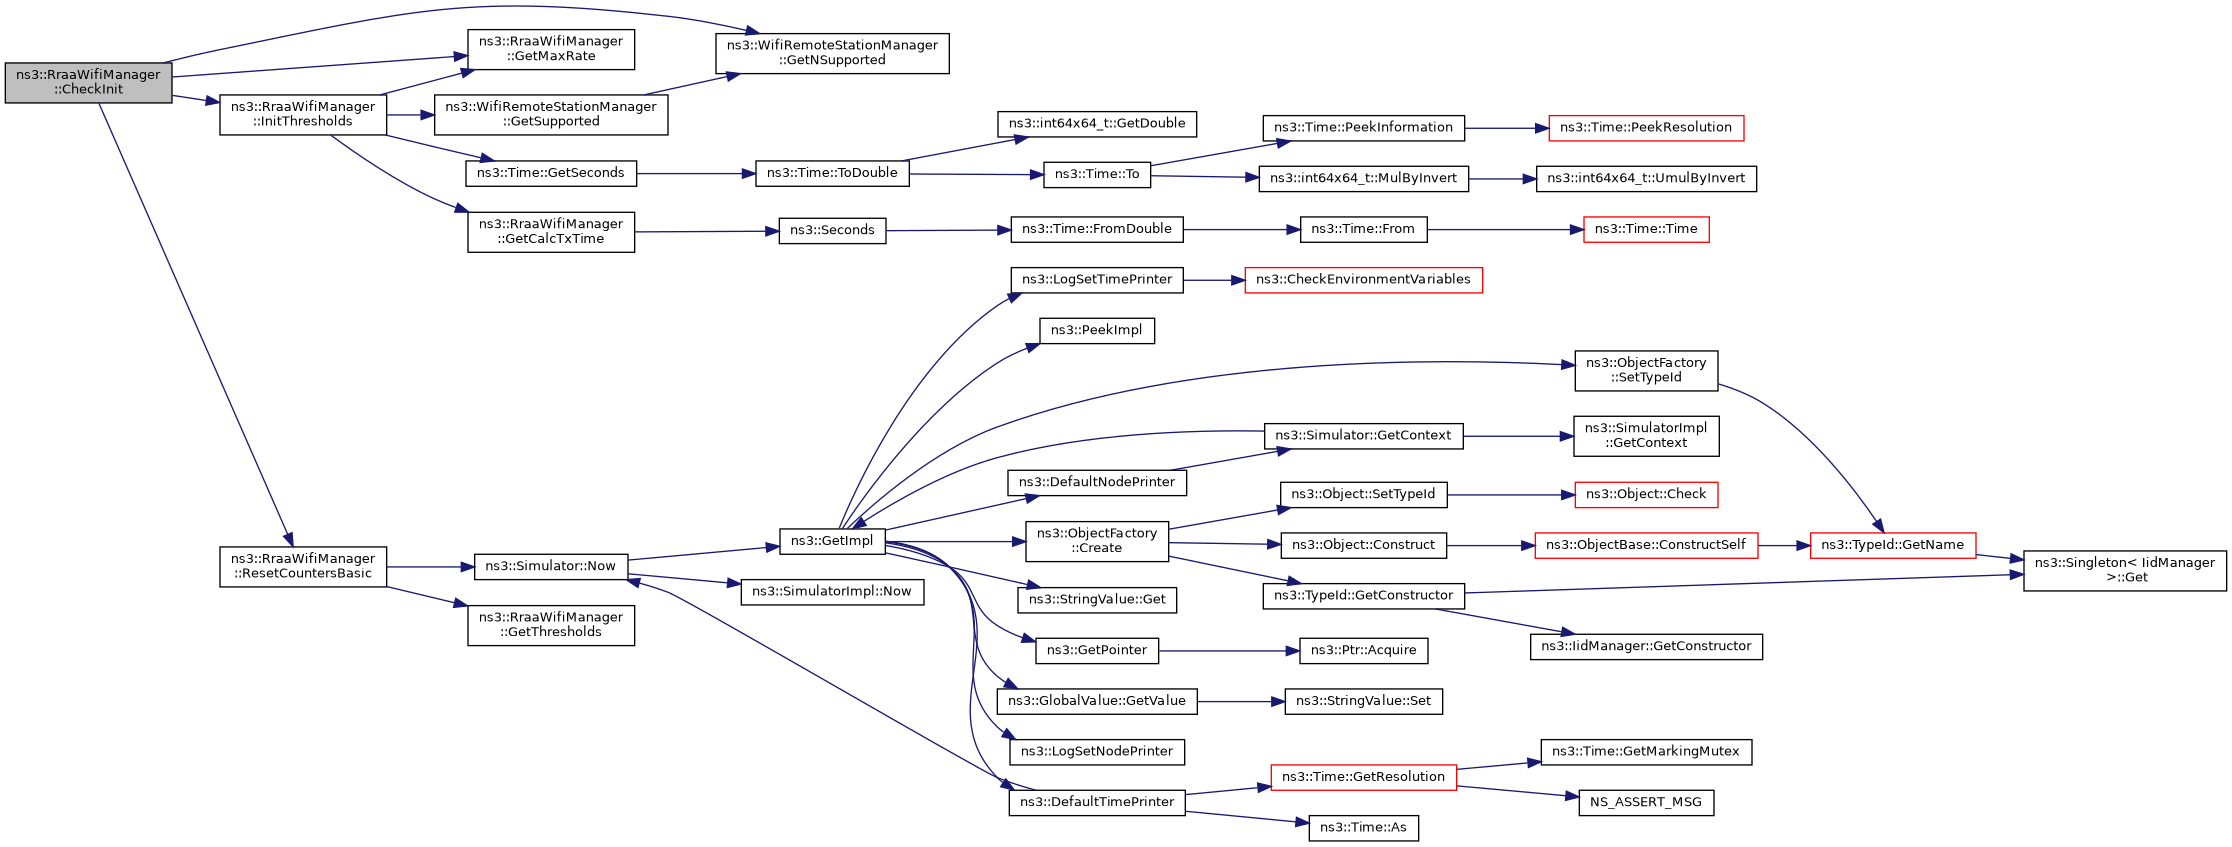 ns3::RraaWifiManager
::CheckInit
ns3::RraaWifiManager
::GetMaxRate
ns3::WifiRemoteStationManager
::GetNSupported
ns3::RraaWifiManager
::InitThresholds
ns3::WifiRemoteStationManager
::GetSupported
ns3::Time::GetSeconds
ns3::Time::ToDouble
ns3::int64x64_t::GetDouble
ns3::Time::To
ns3::Time::PeekInformation
ns3::Time::PeekResolution
ns3::int64x64_t::MulByInvert
ns3::int64x64_t::UmulByInvert
ns3::RraaWifiManager
::GetCalcTxTime
ns3::Seconds
ns3::Time::FromDouble
ns3::Time::From
ns3::Time::Time
ns3::LogSetTimePrinter
ns3::CheckEnvironmentVariables
ns3::PeekImpl
ns3::ObjectFactory
::SetTypeId
ns3::Simulator::GetContext
ns3::SimulatorImpl
::GetContext
ns3::DefaultNodePrinter
ns3::Object::SetTypeId
ns3::Object::Check
ns3::RraaWifiManager
::ResetCountersBasic
ns3::Simulator::Now
ns3::GetImpl
ns3::ObjectFactory
::Create
ns3::Object::Construct
ns3::ObjectBase::ConstructSelf
ns3::TypeId::GetName
ns3::Singleton< IidManager
>::Get
ns3::SimulatorImpl::Now
ns3::StringValue::Get
ns3::TypeId::GetConstructor
ns3::IidManager::GetConstructor
ns3::RraaWifiManager
::GetThresholds
ns3::GetPointer
ns3::Ptr::Acquire
ns3::GlobalValue::GetValue
ns3::StringValue::Set
ns3::LogSetNodePrinter
ns3::DefaultTimePrinter
ns3::Time::GetResolution
ns3::Time::GetMarkingMutex
NS_ASSERT_MSG
ns3::Time::As